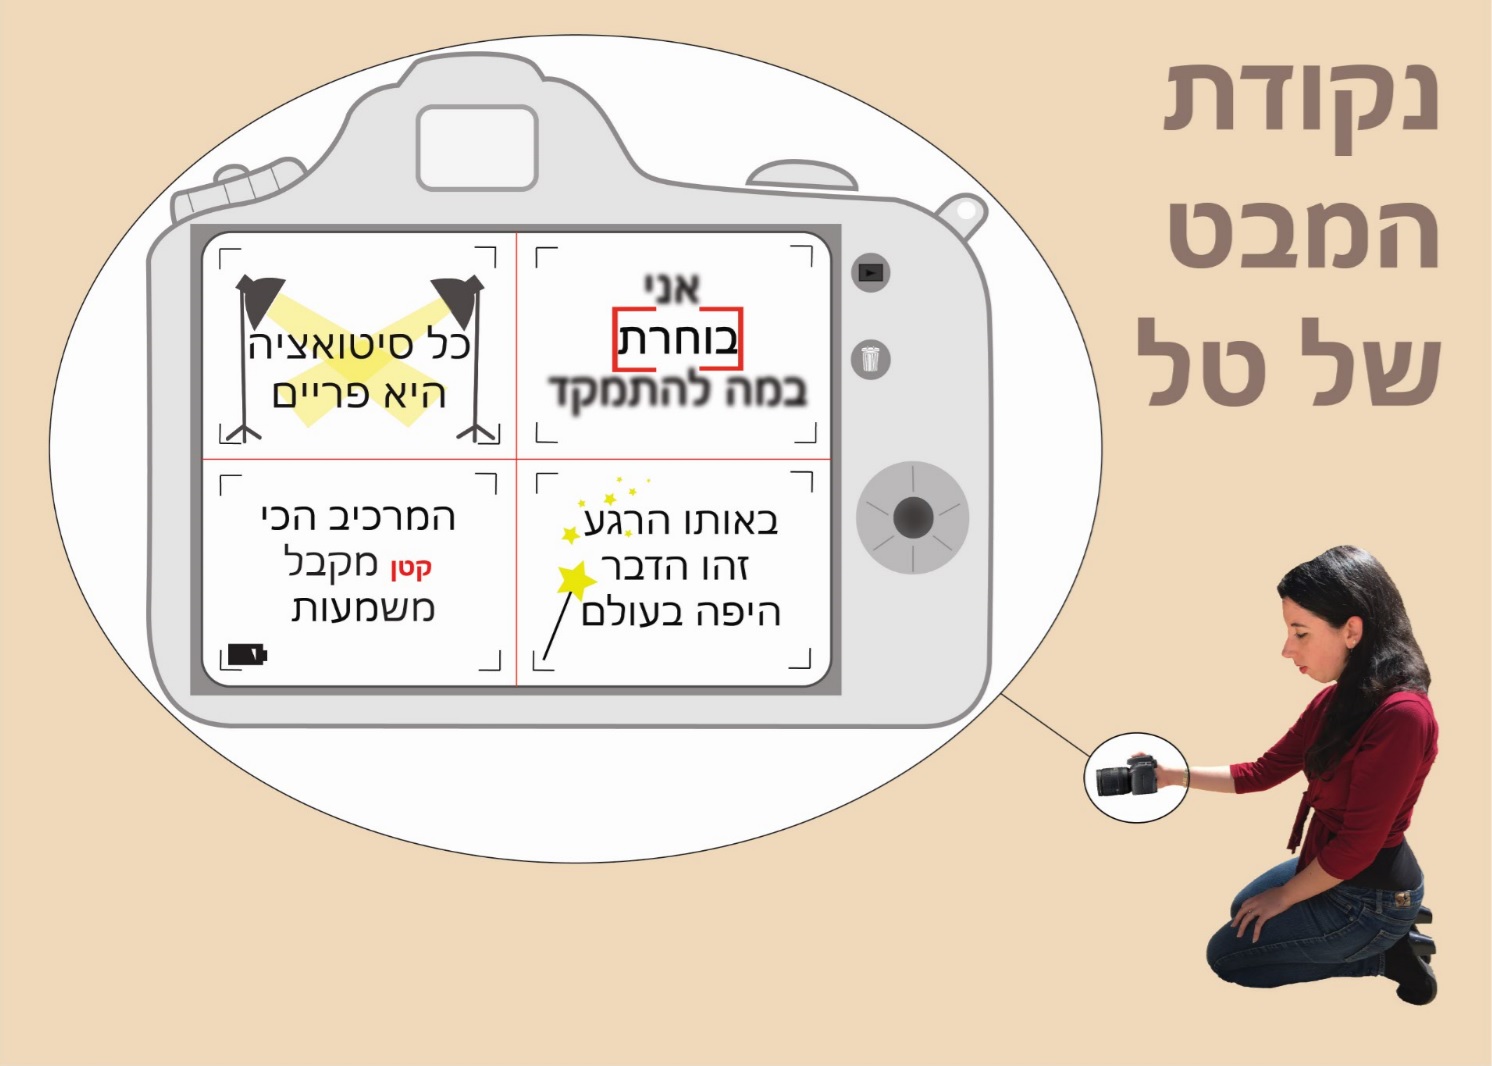 נקודת
המבט
של טל
אני
בוחרת
במה להתמקד
כל סיטואציה
היא פריים
באותו הרגע
זהו הדבר
היפה בעולם
המרכיב הכי
קטן מקבל
משמעות